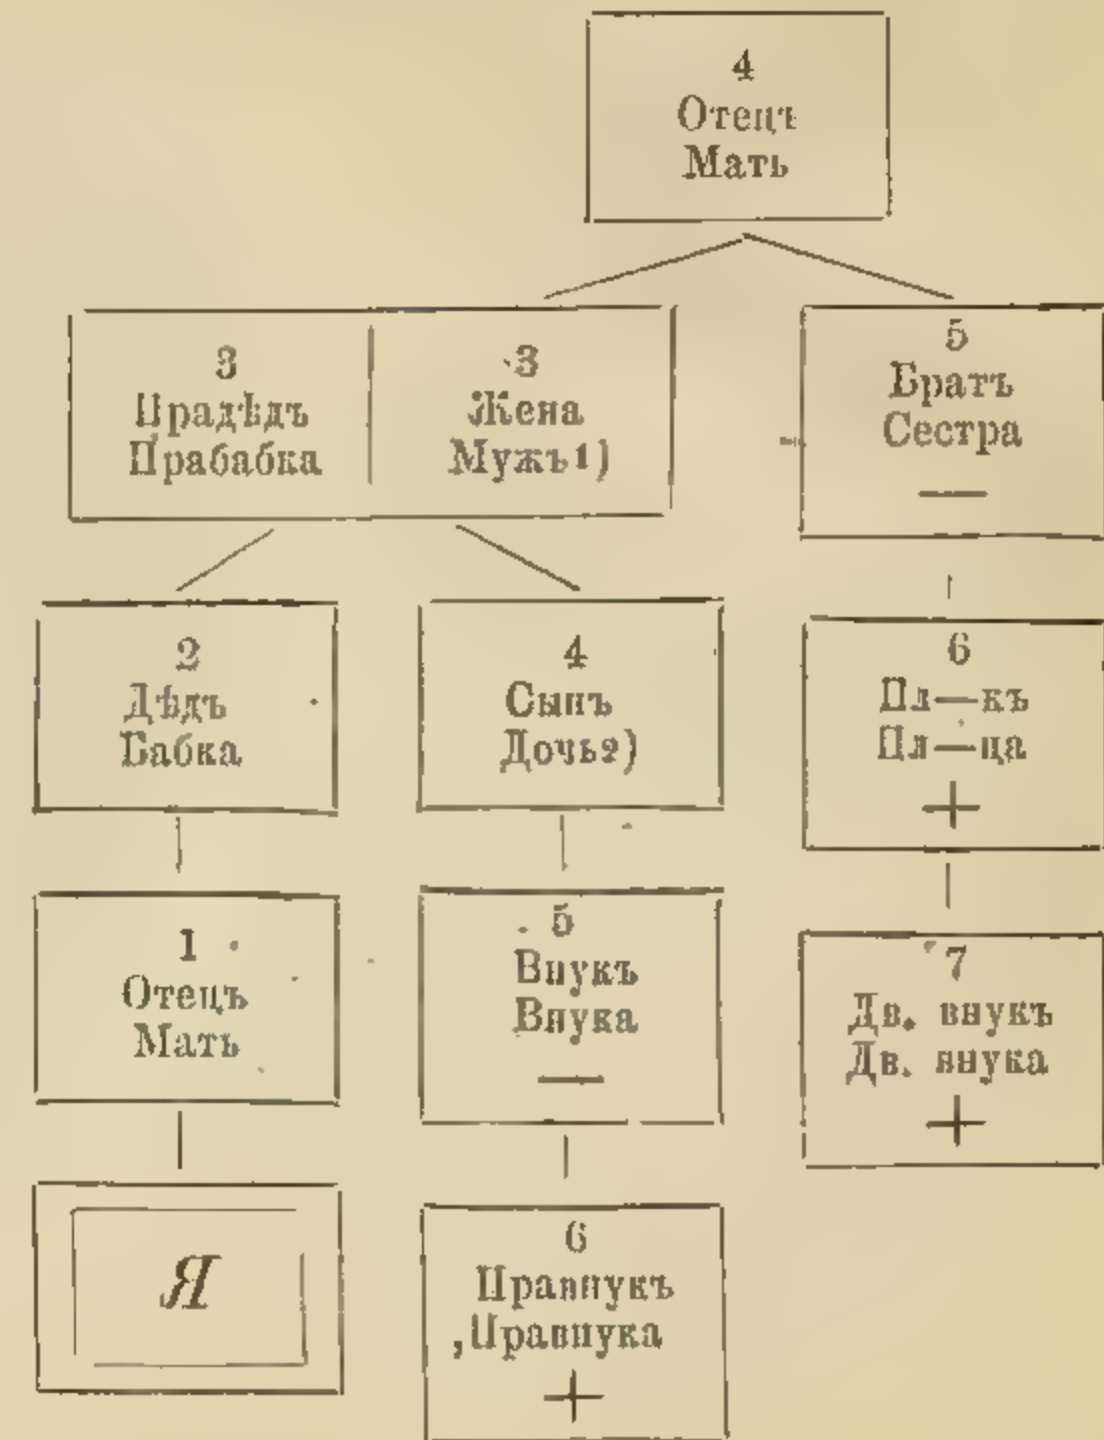 4
Отецъ
Мать
3
Прадѣдъ
Прабабка
3
Жена
Мужъ1)
5
Братъ
Сестра
—
2
Дѣдъ
Бабка
4
Сынъ
Дочь2)
6
Пл—къ
Пл—ца
+
1
Отецъ
Мать
5
Внукъ
Внука
—
7
Дв. внукъ
Дв. внука
+
Я
6
Правнукъ
Правнука
+